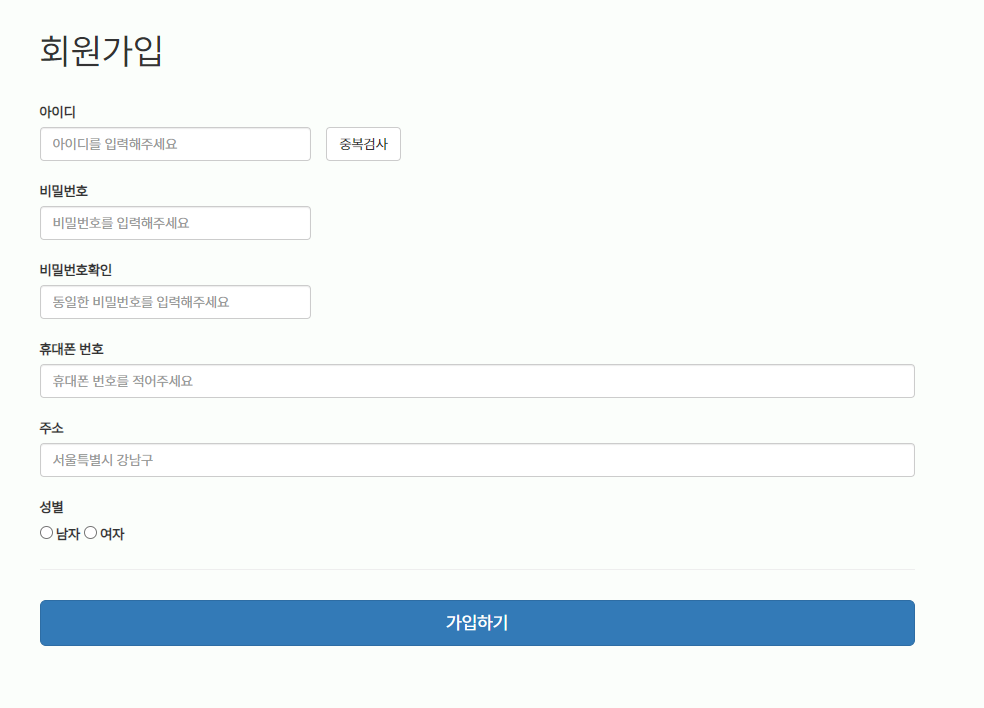 회원가입
아이디
아이디를 입력해주세요 중복검사
비밀번호
비밀번호를 입력해주세요
비밀번호확인
동일한 비밀번호를 입력해주세요
휴대폰 번호
휴대폰 번호를 적어주세요
주소
서울특별시 강남구
성별
남자 여자
가입하기